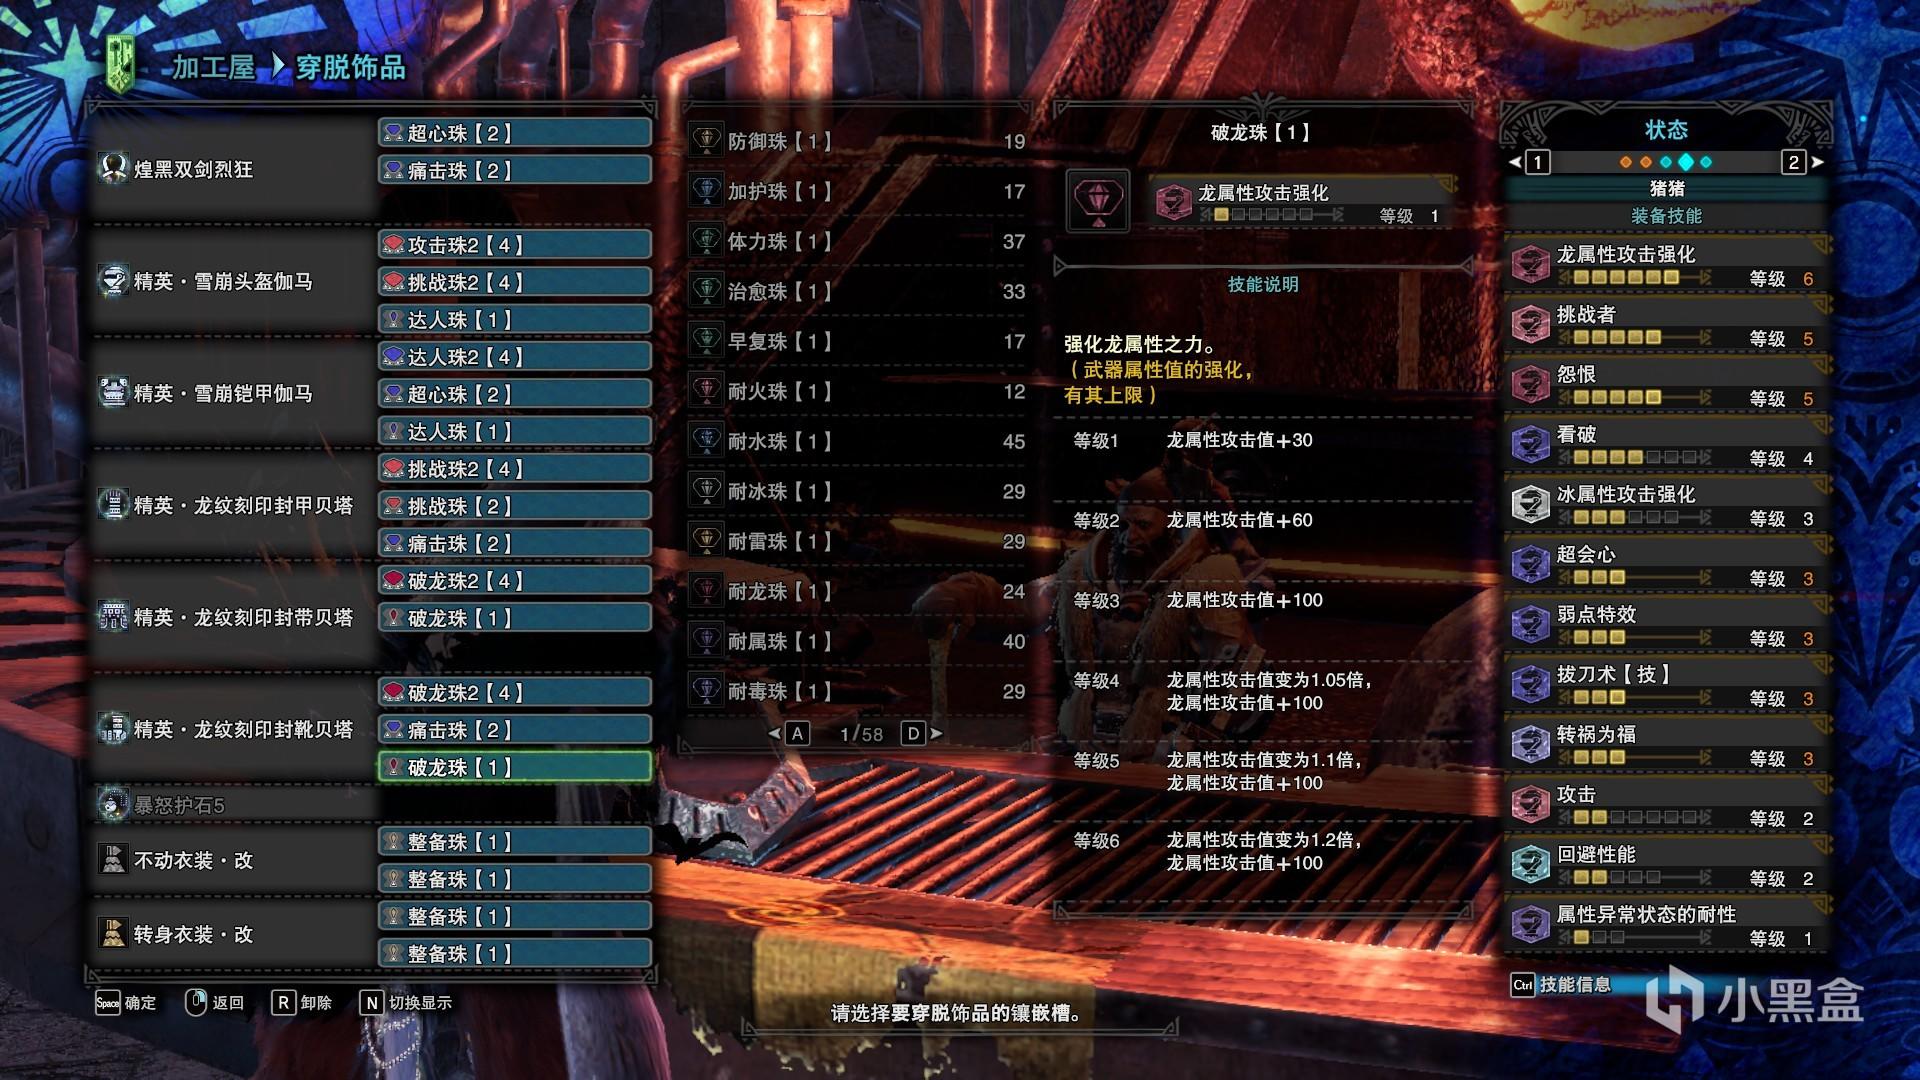 加工屋 穿脱饰品
煌黑双剑烈狂
超心珠【2】
痛击珠【2】
精英・雪崩头盔伽马
攻击珠2【4】
挑战珠2【4】
达人珠【1】
精英・雪崩铠甲伽马
达人珠2【4】
超心珠【2】
达人珠【1】
精英・龙纹刻印封甲贝塔
挑战珠2【4】
挑战珠【2】
痛击珠【2】
精英・龙纹刻印封带贝塔
破龙珠2【4】
破龙珠【1】
精英・龙纹刻印封靴贝塔
破龙珠2【4】
痛击珠【2】
破龙珠【1】
暴怒护石5
不动衣装・改
整备珠【1】
整备珠【1】
转身衣装・改
整备珠【1】
整备珠【1】
防御珠【1】 19
加护珠【1】 17
体力珠【1】 37
治愈珠【1】 33
早复珠【1】 17
耐火珠【1】 12
耐水珠【1】 45
耐冰珠【1】 29
耐雷珠【1】 29
耐龙珠【1】 24
耐属珠【1】 40
耐毒珠【1】 29
A 1/58 D
破龙珠【1】
龙属性攻击强化
等级 1
技能说明
强化龙属性之力。
（武器属性值的强化，
有其上限）
等级1 龙属性攻击值+30
等级2 龙属性攻击值+60
等级3 龙属性攻击值+100
等级4 龙属性攻击值变为1.05倍，
龙属性攻击值+100
等级5 龙属性攻击值变为1.1倍，
龙属性攻击值+100
等级6 龙属性攻击值变为1.2倍，
龙属性攻击值+100
状态
1 2
猪猪
装备技能
龙属性攻击强化
等级 6
挑战者
等级 5
怨恨
等级 5
看破
等级 4
冰属性攻击强化
等级 3
超会心
等级 3
弱点特效
等级 3
拔刀术【技】
等级 3
转祸为福
等级 3
攻击
等级 2
回避性能
等级 2
属性异常状态的耐性
等级 1
Ctrl 技能信息
Space 确定 返回 R 卸除 N 切换显示
请选择要穿脱饰品的镶嵌槽。
小黑盒